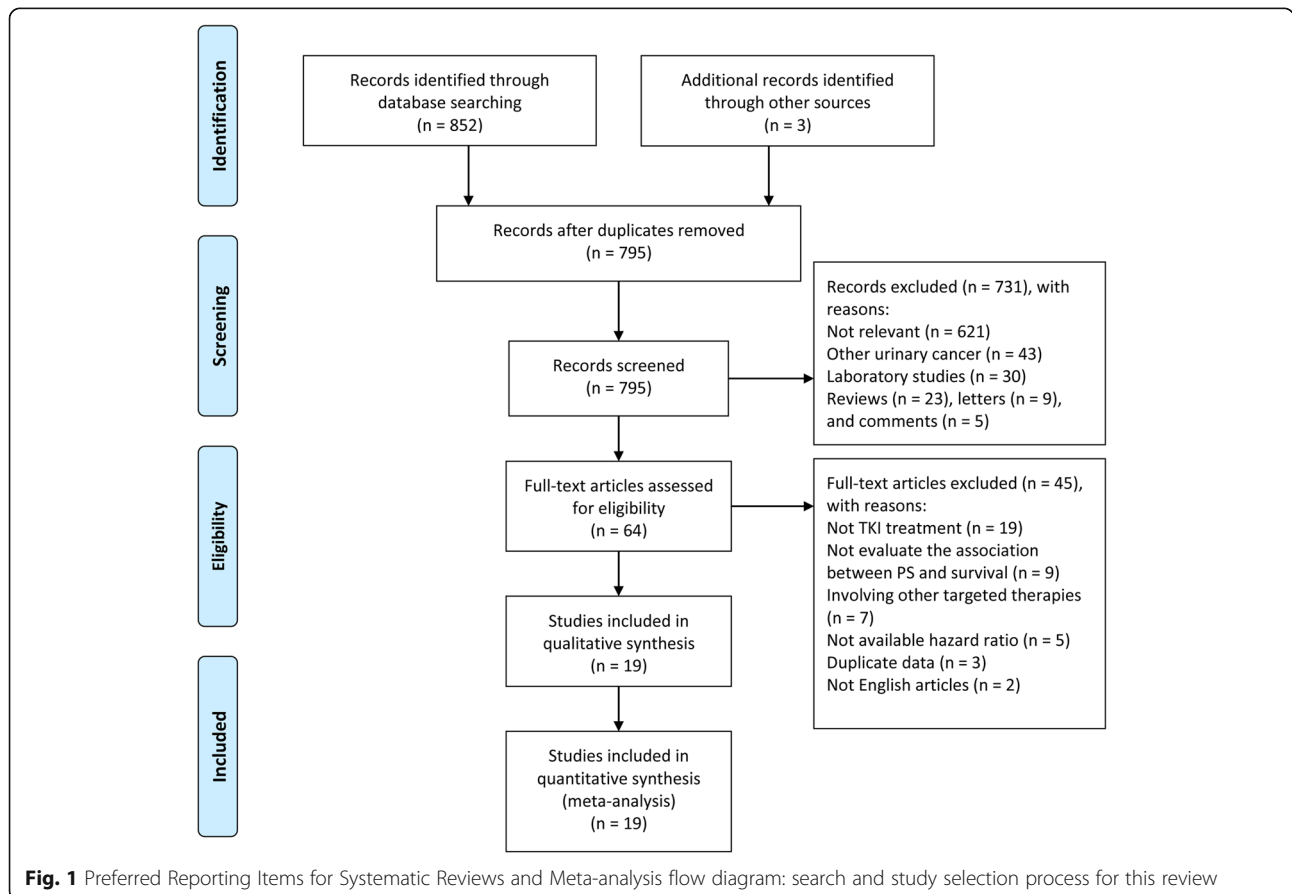 Identification
Records identified through
database searching
(n = 852)
Additional records identified
through other sources
(n = 3)
Records after duplicates removed
(n = 795)
Screening
Records screened
(n = 795)
Records excluded (n = 731), with
reasons:
Not relevant (n = 621)
Other urinary cancer (n = 43)
Laboratory studies (n = 30)
Reviews (n = 23), letters (n = 9),
and comments (n = 5)
Eligibility
Full-text articles assessed
for eligibility
(n = 64)
Full-text articles excluded (n = 45),
with reasons:
Not TKI treatment (n = 19)
Not evaluate the association
between PS and survival (n = 9)
Involving other targeted therapies
(n = 7)
Not available hazard ratio (n = 5)
Duplicate data (n = 3)
Not English articles (n = 2)
Studies included in
qualitative synthesis
(n = 19)
Included
Studies included in
quantitative synthesis
(meta-analysis)
(n = 19)
Fig. 1 Preferred Reporting Items for Systematic Reviews and Meta-analysis flow diagram: search and study selection process for this review